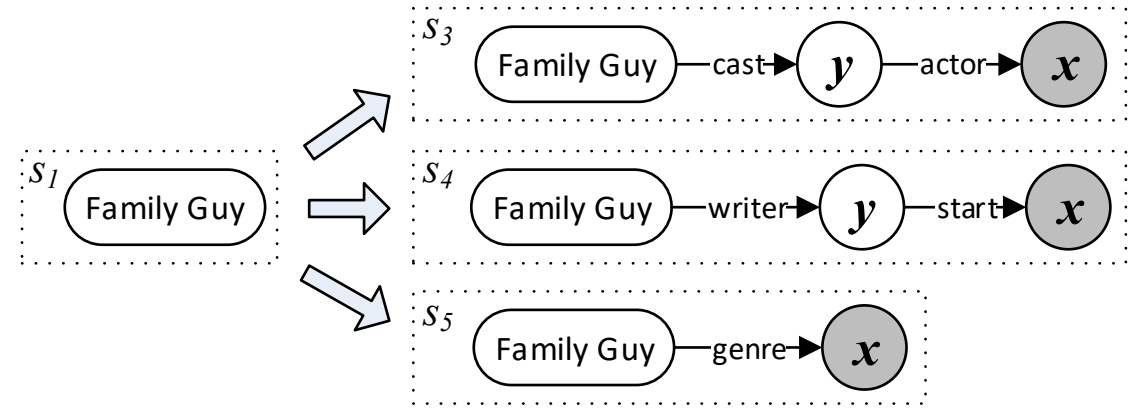 s3
Family Guy cast y actor x
s1
Family Guy
s4
Family Guy writer y start x
s5
Family Guy genre x